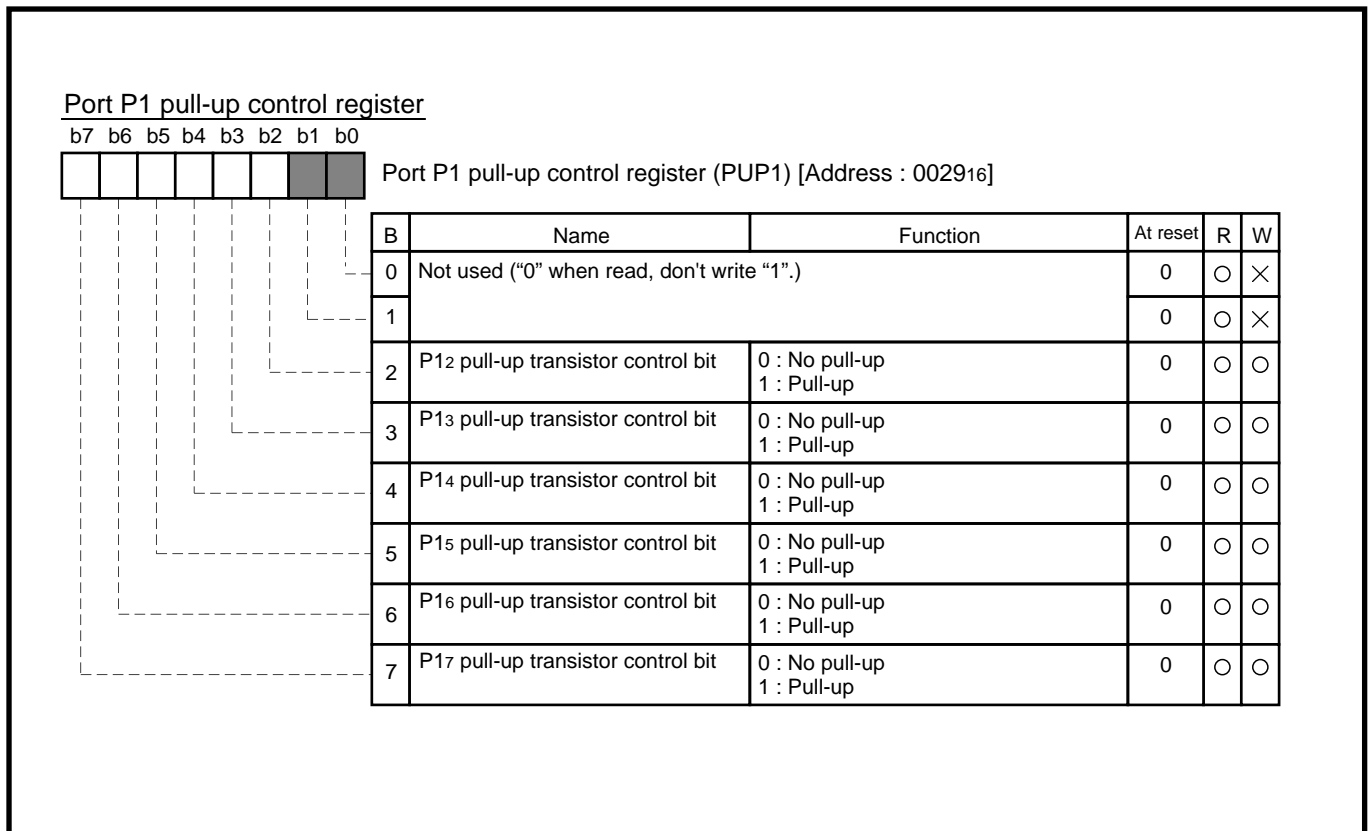 Port P1 pull-up control register
b7 b6 b5 b4 b3 b2 b1 b0
Port P1 pull-up control register (PUP1) [Address : 002916]
B Name Function At reset R W
0 Not used (“0” when read, don't write “1”.) 0 ○ ×
1 0 ○ ×
2 P12 pull-up transistor control bit 0 : No pull-up 0 ○ ○
1 : Pull-up
3 P13 pull-up transistor control bit 0 : No pull-up 0 ○ ○
1 : Pull-up
4 P14 pull-up transistor control bit 0 : No pull-up 0 ○ ○
1 : Pull-up
5 P15 pull-up transistor control bit 0 : No pull-up 0 ○ ○
1 : Pull-up
6 P16 pull-up transistor control bit 0 : No pull-up 0 ○ ○
1 : Pull-up
7 P17 pull-up transistor control bit 0 : No pull-up 0 ○ ○
1 : Pull-up